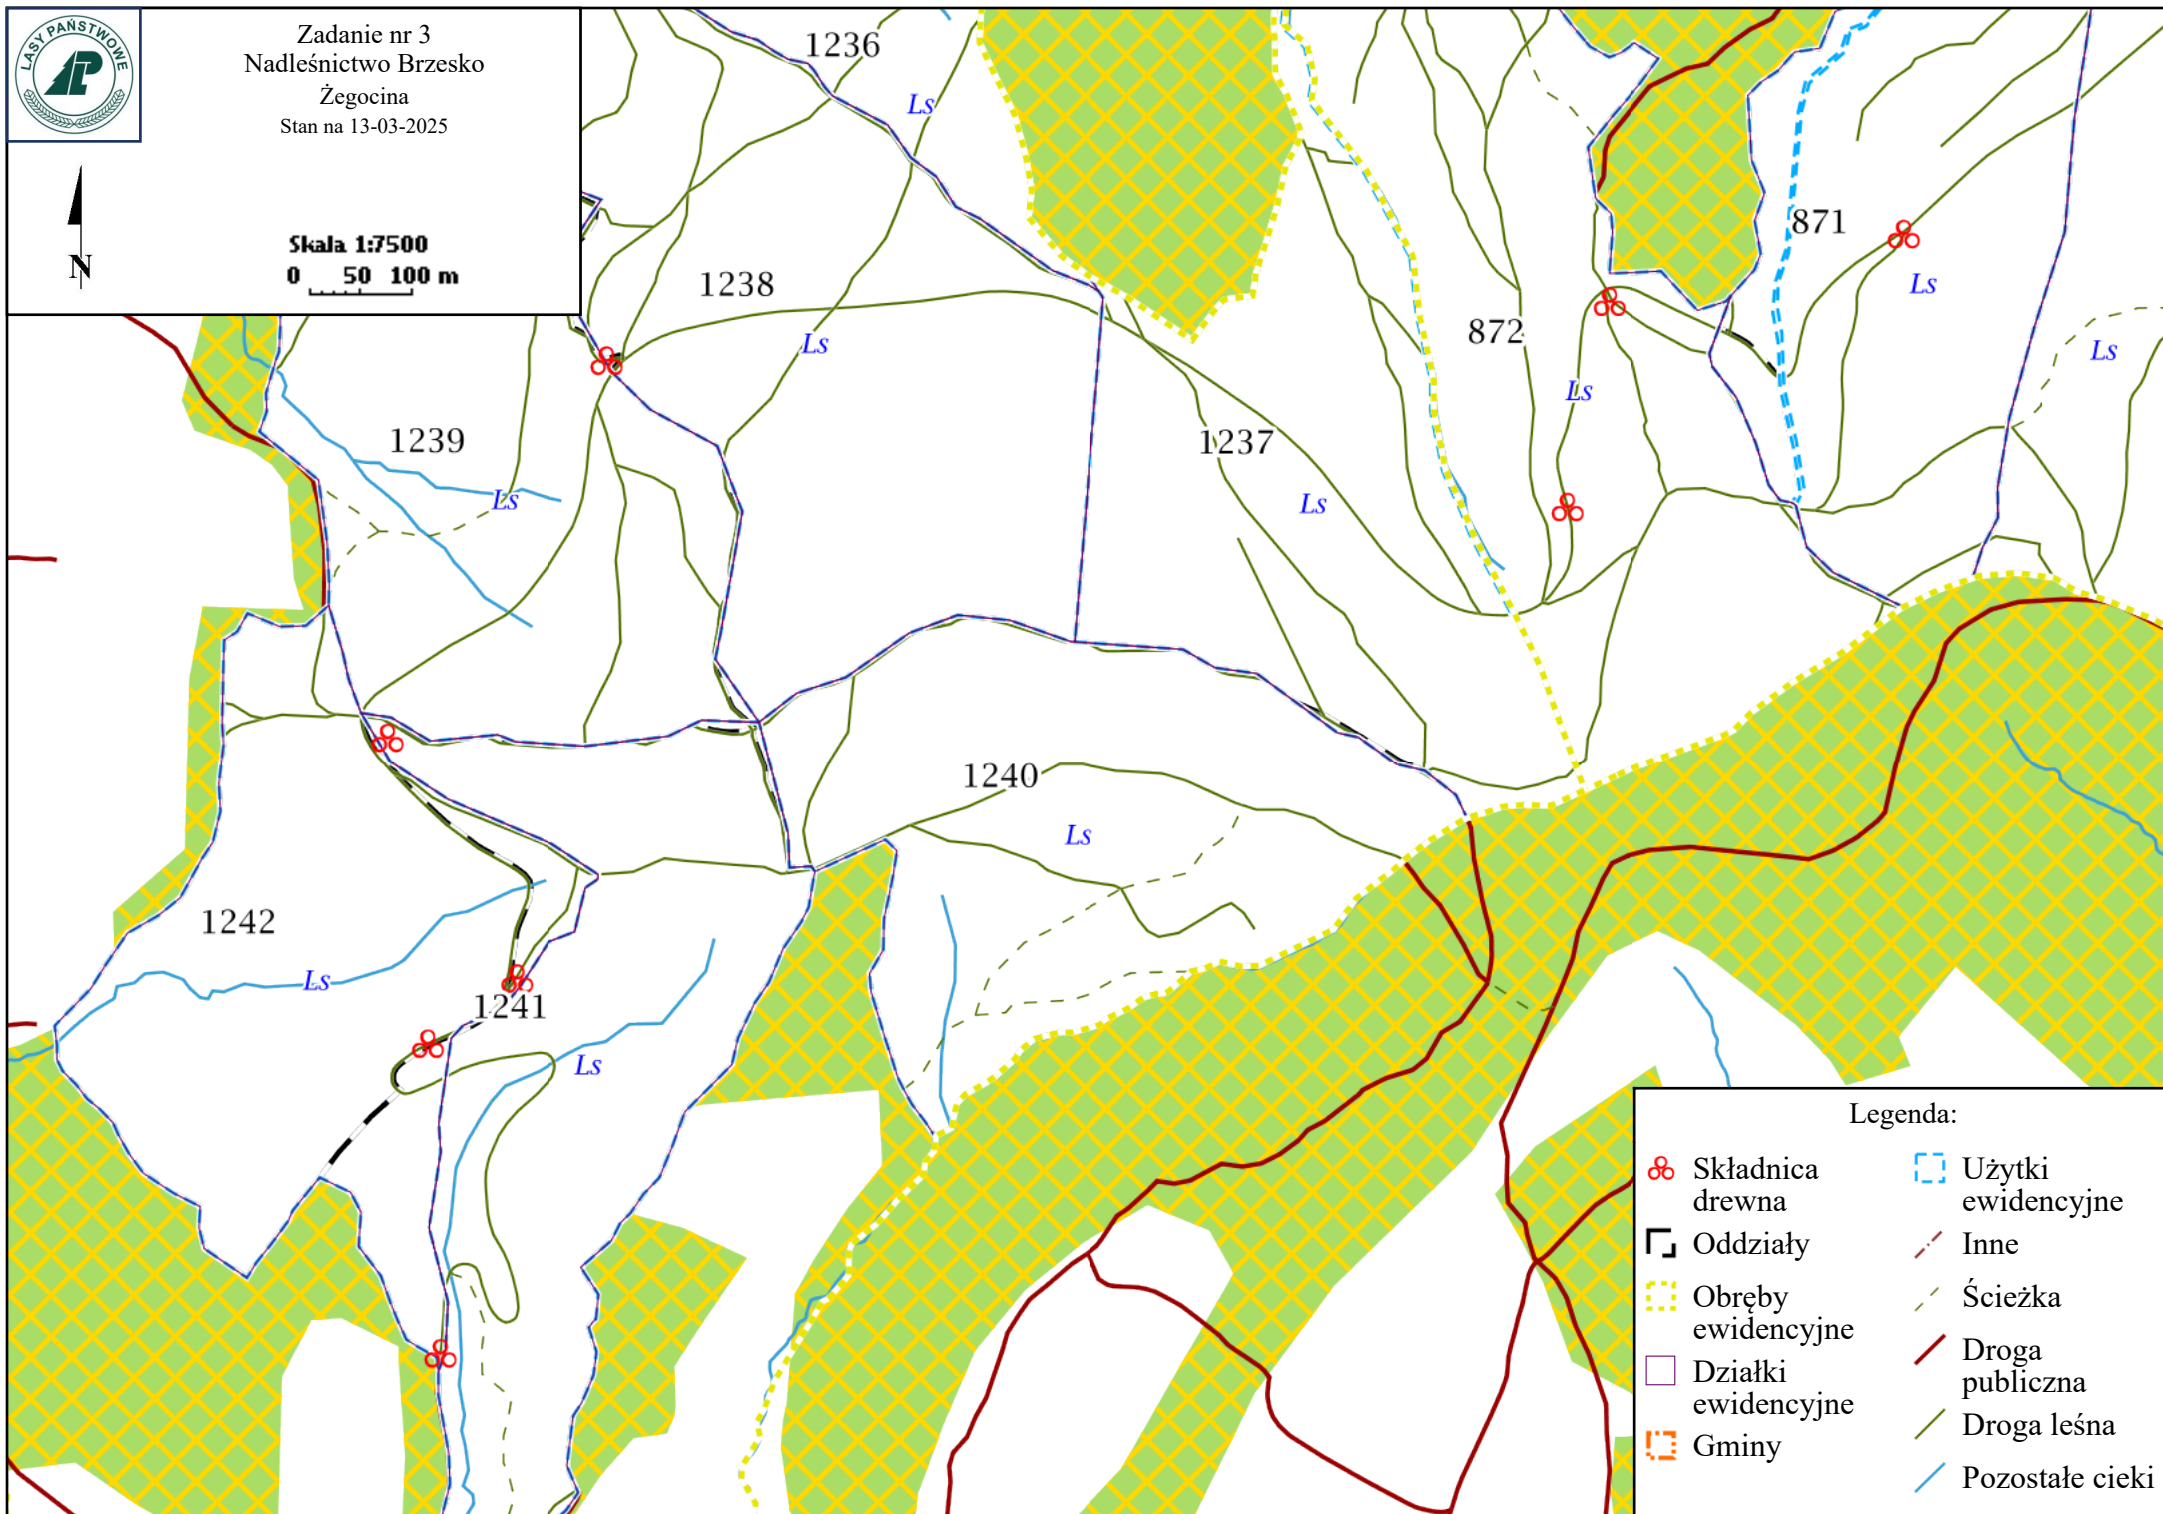 LASY PAŃSTWOWE
Zadanie nr 3
Nadleśnictwo Brzesko
Żegocina
Stan na 13-03-2025
N
Skala 1:7500
0 50 100 m
1236
Ls
871
Ls
1238
Ls
872
Ls
Ls
1239
Ls
1237
Ls
1240
Ls
1242
Ls
1241
Ls
Legenda:
Składnica
drewna
Oddziały
Obręby
ewidencyjne
Działki
ewidencyjne
Gminy
Użytki
ewidencyjne
Inne
Ścieżka
Droga
publiczna
Droga leśna
Pozostałe cieki